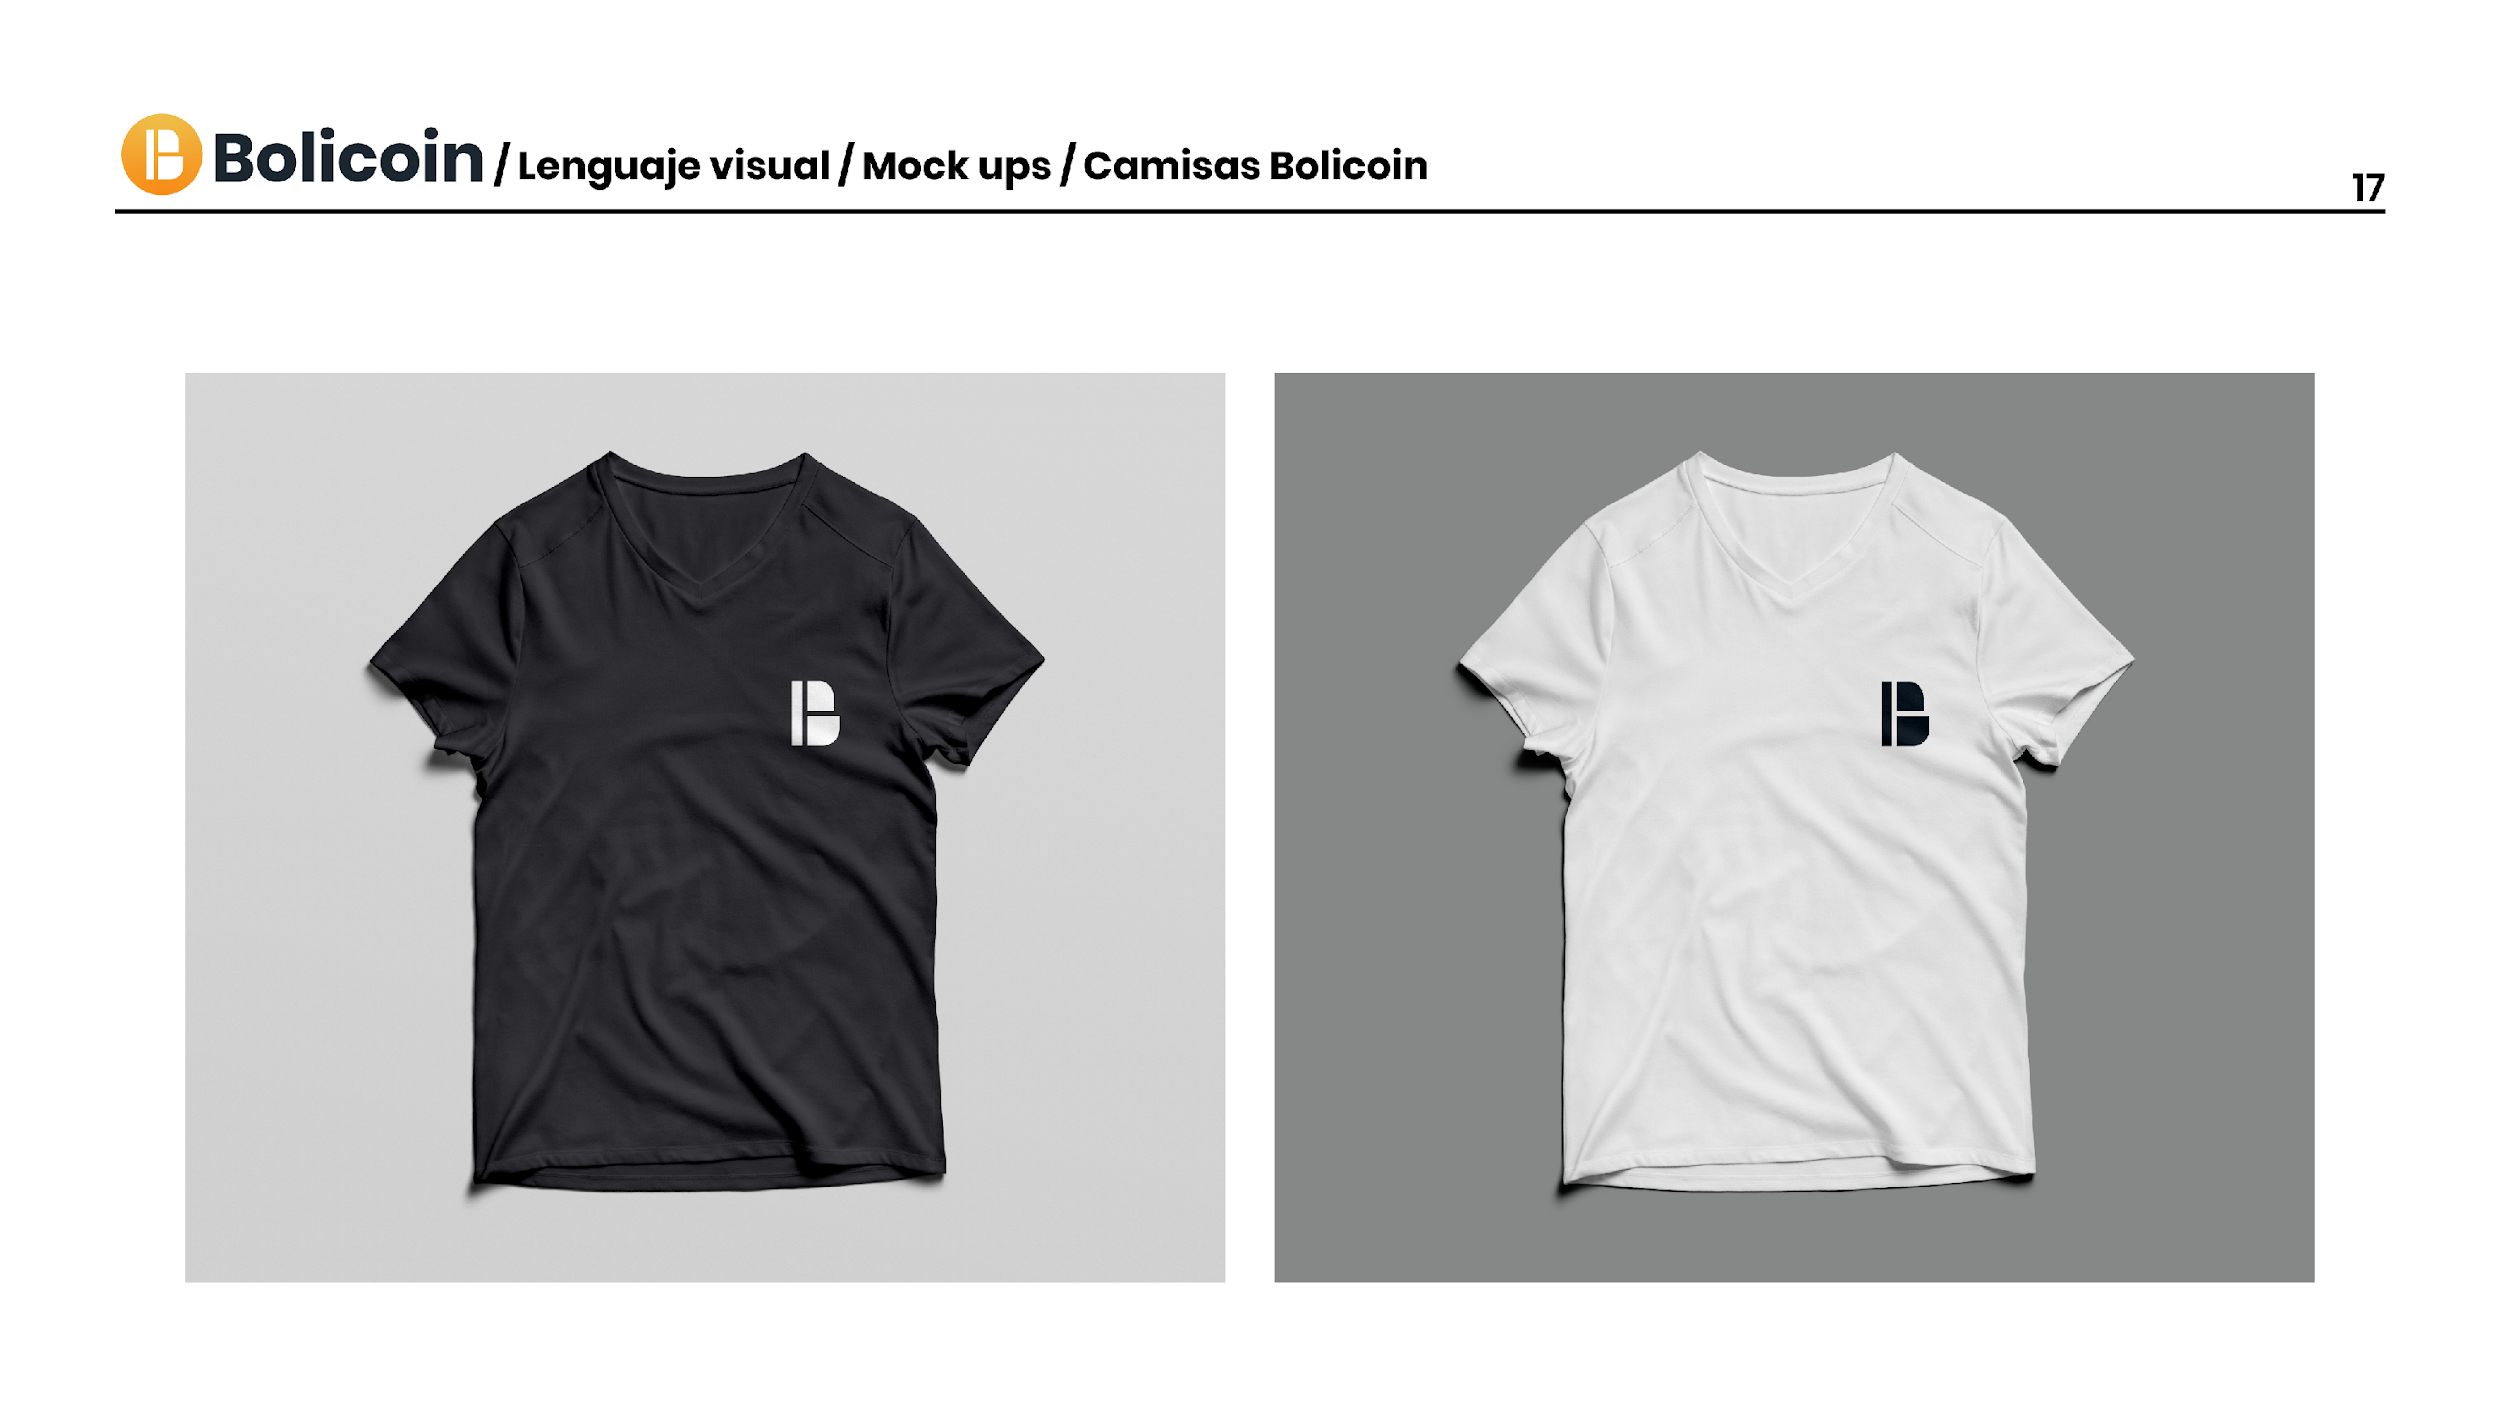 Bolicoin / Lenguaje visual / Mock ups / Camisas Bolicoin
17
B
B